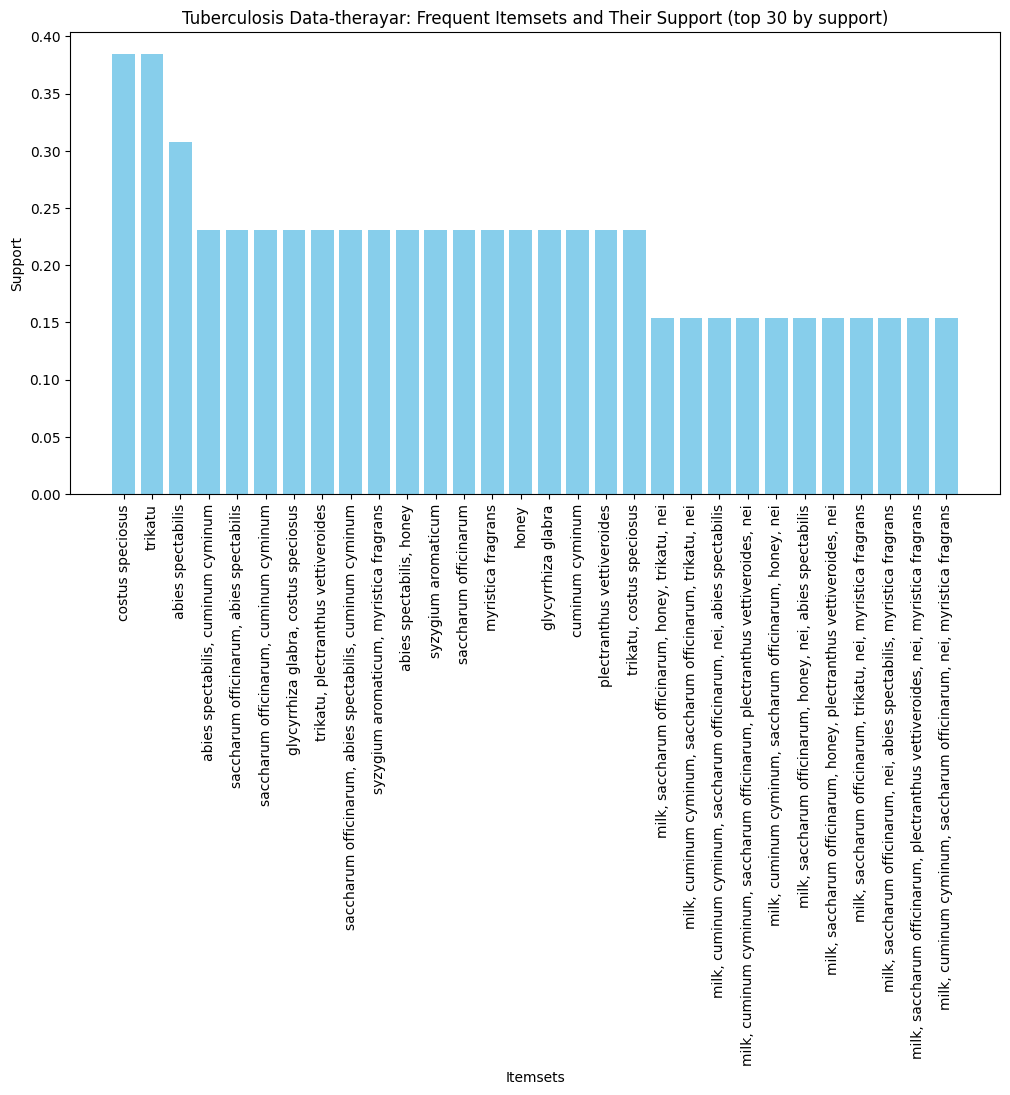 Tuberculosis Data-therayar: Frequent Itemsets and Their Support (top 30 by support)
Support
0.40
0.35
0.30
0.25
0.20
0.15
0.10
0.05
0.00
costus speciosus
trikatu
abies spectabilis
abies spectabilis, cuminum cyminum
saccharum officinarum, abies spectabilis
saccharum officinarum, cuminum cyminum
glycyrrhiza glabra, costus speciosus
trikatu, plectranthus vettiveroides
saccharum officinarum, abies spectabilis, cuminum cyminum
syzygium aromaticum, myristica fragrans
abies spectabilis, honey
syzygium aromaticum
saccharum officinarum
myristica fragrans
honey
glycyrrhiza glabra
cuminum cyminum
plectranthus vettiveroides
trikatu, costus speciosus
milk, saccharum officinarum, honey, trikatu, nei
milk, cuminum cyminum, saccharum officinarum, trikatu, nei
milk, cuminum cyminum, saccharum officinarum, nei, abies spectabilis
milk, cuminum cyminum, saccharum officinarum, plectranthus vettiveroides, nei
milk, cuminum cyminum, saccharum officinarum, honey, nei
milk, saccharum officinarum, honey, nei, abies spectabilis
milk, saccharum officinarum, honey, plectranthus vettiveroides, nei
milk, saccharum officinarum, trikatu, nei, myristica fragrans
milk, saccharum officinarum, nei, abies spectabilis, myristica fragrans
milk, saccharum officinarum, plectranthus vettiveroides, nei, myristica fragrans
milk, cuminum cyminum, saccharum officinarum, nei, myristica fragrans
Itemsets